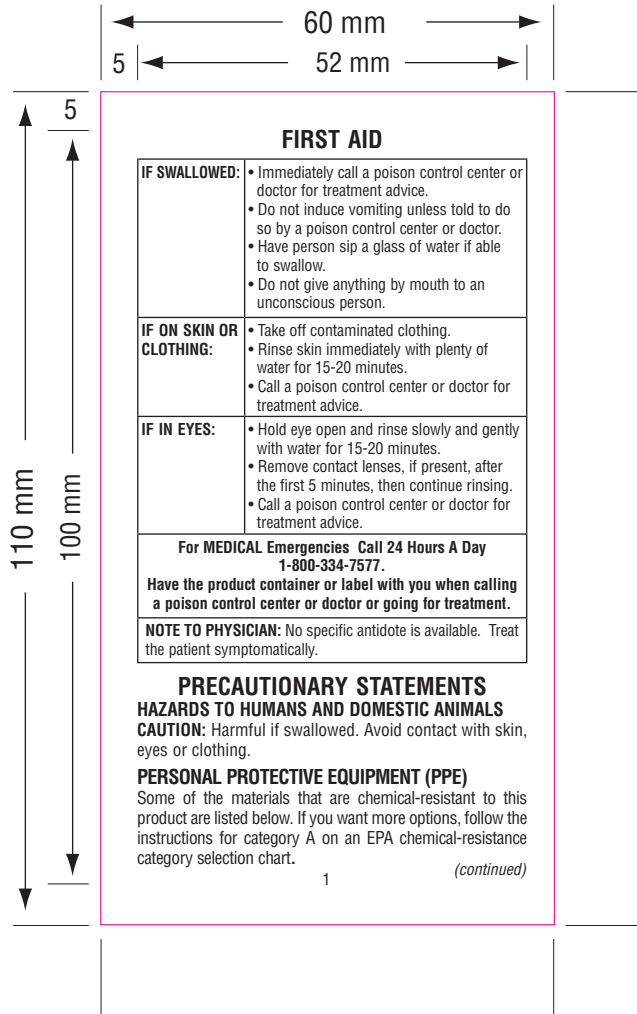 60 mm
5
52 mm
5
110 mm
100 mm
FIRST AID
IF SWALLOWED:
• Immediately call a poison control center or
doctor for treatment advice.
• Do not induce vomiting unless told to do
so by a poison control center or doctor.
• Have person sip a glass of water if able
to swallow.
• Do not give anything by mouth to an
unconscious person.
IF ON SKIN OR
CLOTHING:
• Take off contaminated clothing.
• Rinse skin immediately with plenty of
water for 15-20 minutes.
• Call a poison control center or doctor for
treatment advice.
IF IN EYES:
• Hold eye open and rinse slowly and gently
with water for 15-20 minutes.
• Remove contact lenses, if present, after
the first 5 minutes, then continue rinsing.
• Call a poison control center or doctor for
treatment advice.
For MEDICAL Emergencies Call 24 Hours A Day
1-800-334-7577.
Have the product container or label with you when calling
a poison control center or doctor or going for treatment.
NOTE TO PHYSICIAN: No specific antidote is available. Treat
the patient symptomatically.
PRECAUTIONARY STATEMENTS
HAZARDS TO HUMANS AND DOMESTIC ANIMALS
CAUTION: Harmful if swallowed. Avoid contact with skin,
eyes or clothing.
PERSONAL PROTECTIVE EQUIPMENT (PPE)
Some of the materials that are chemical-resistant to this
product are listed below. If you want more options, follow the
instructions for category A on an EPA chemical-resistance
category selection chart.
(continued)
1